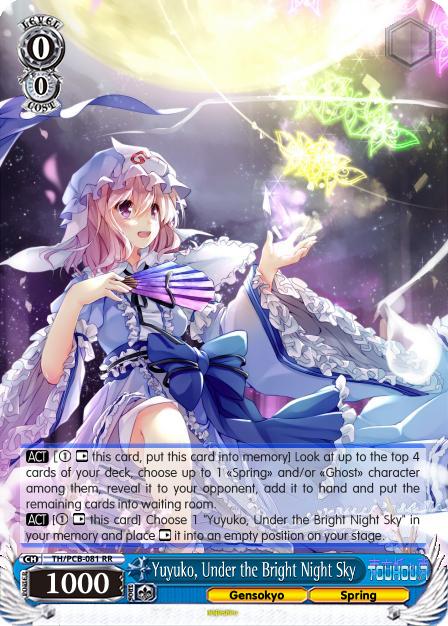 LEVEL
0
0
COST
ACT [① this card, put this card into memory] Look at up to the top 4
cards of your deck, choose up to 1 «Spring» and/or «Ghost» character
among them, reveal it to your opponent, add it to hand and put the
remaining cards into waiting room.
ACT [① this card] Choose 1 "Yuyuko, Under the Bright Night Sky" in
your memory and place it into an empty position on your stage.
CH TH/PCB-081 RR
POWER
1000
SOUL
Yuyuko, Under the Bright Night Sky
TOUHOU
Gensokyo
Spring